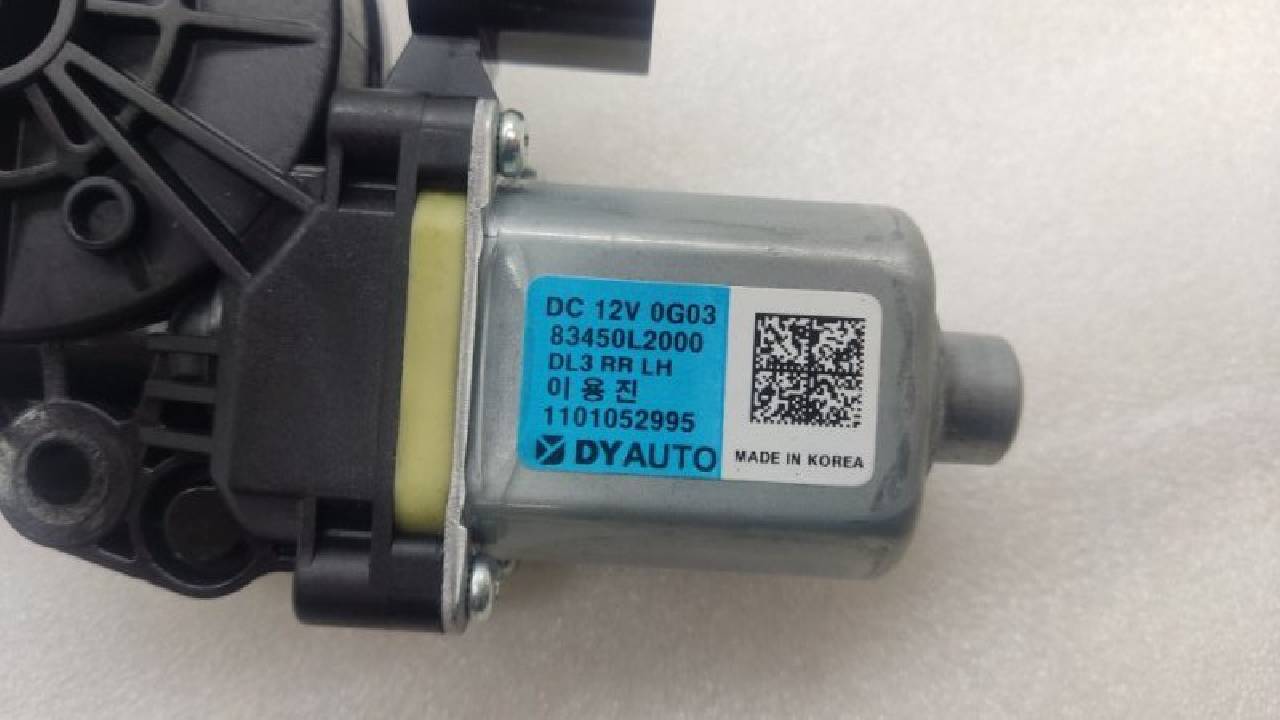 DC 12V 0G03
83450L2000
DL3 RR LH
이 용 진
1101052995
DYAUTO
MADE IN KOREA